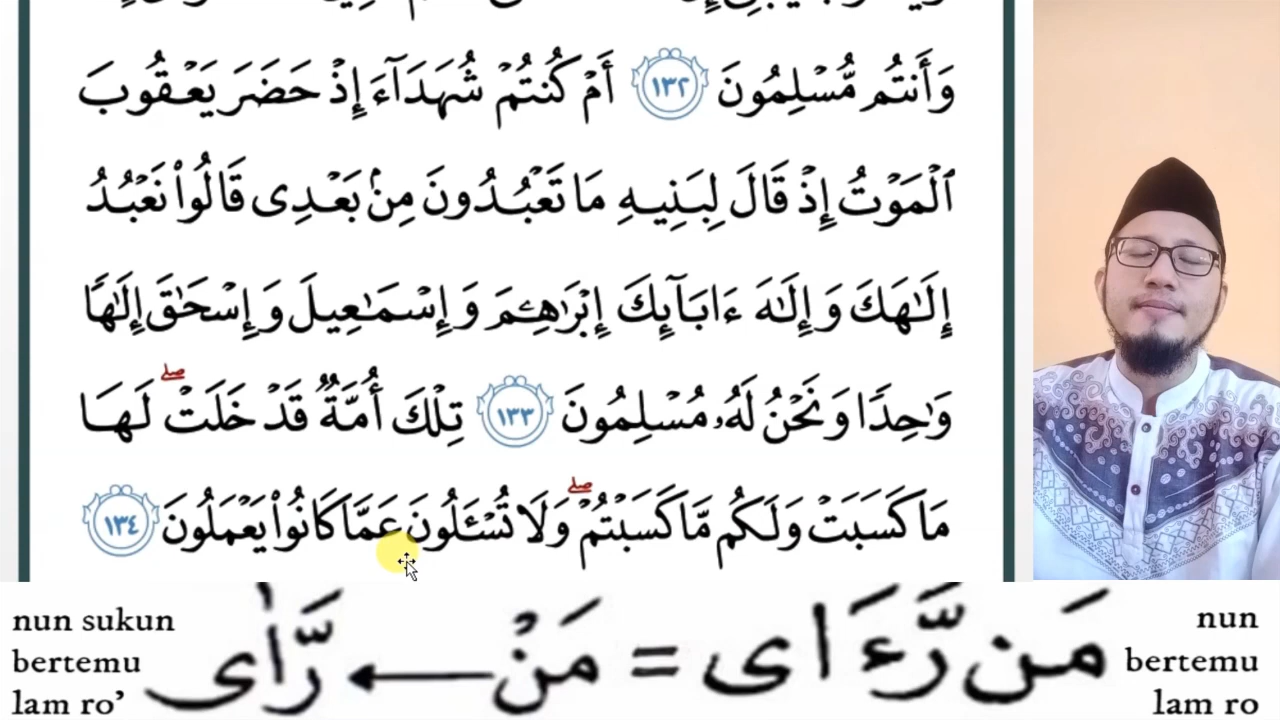 وَأَنتُم مُّسْلِمُونَ ١٣٢ أَمْ كُنتُمْ شُهَدَآءَ إِذْ حَضَرَ يَعْقُوبَ
ٱلْمَوْتُ إِذْ قَالَ لِبَنِيهِ مَا تَعْبُدُونَ مِنۢ بَعْدِى قَالُوا۟ نَعْبُدُ
إِلَٰهَكَ وَإِلَٰهَ ءَابَآئِكَ إِبْرَٰهِـۧمَ وَإِسْمَٰعِيلَ وَإِسْحَٰقَ إِلَٰهًا
وَٰحِدًا وَنَحْنُ لَهُۥ مُسْلِمُونَ ١٣٣ تِلْكَ أُمَّةٌ قَدْ خَلَتْ ۖ لَهَا
مَا كَسَبَتْ وَلَكُم مَّا كَسَبْتُمْ ۖ وَلَا تُسْـَٔلُونَ عَمَّا كَانُوا۟ يَعْمَلُونَ ١٣٤
مَن رَّءَاى = مَنْ ← رَّاٰى
nun sukun
bertemu
lam ro’
nun
bertemu
lam ro